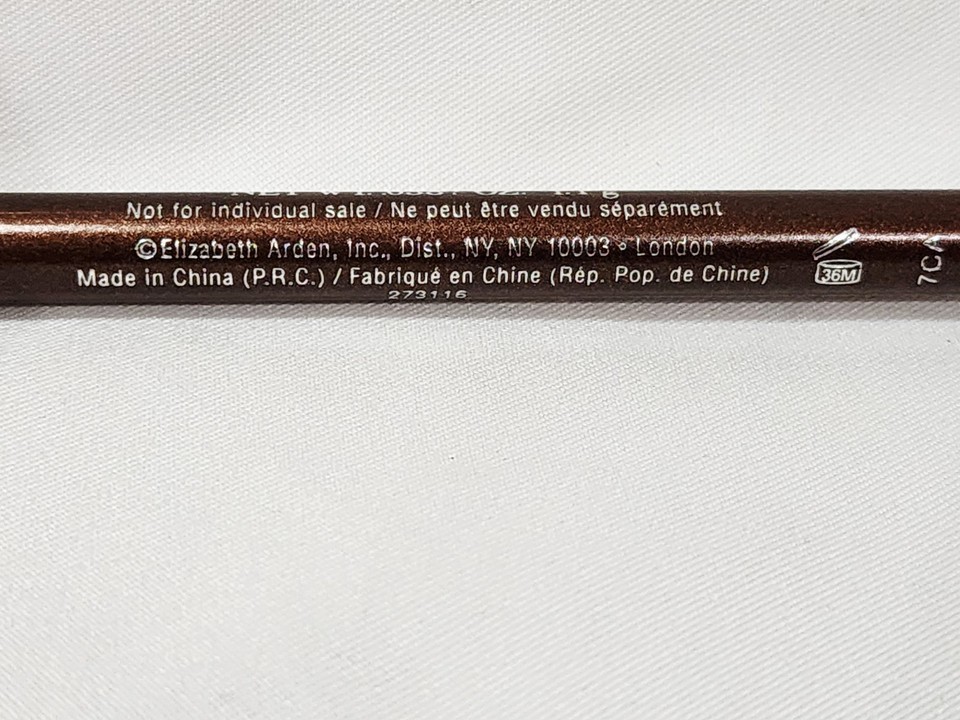 Not for individual sale / Ne peut être vendu séparément
©Elizabeth Arden, Inc., Dist., NY, NY 10003 • London
Made in China (P.R.C.) / Fabriqué en Chine (Rép. Pop. de Chine)
273116
36M
7CA